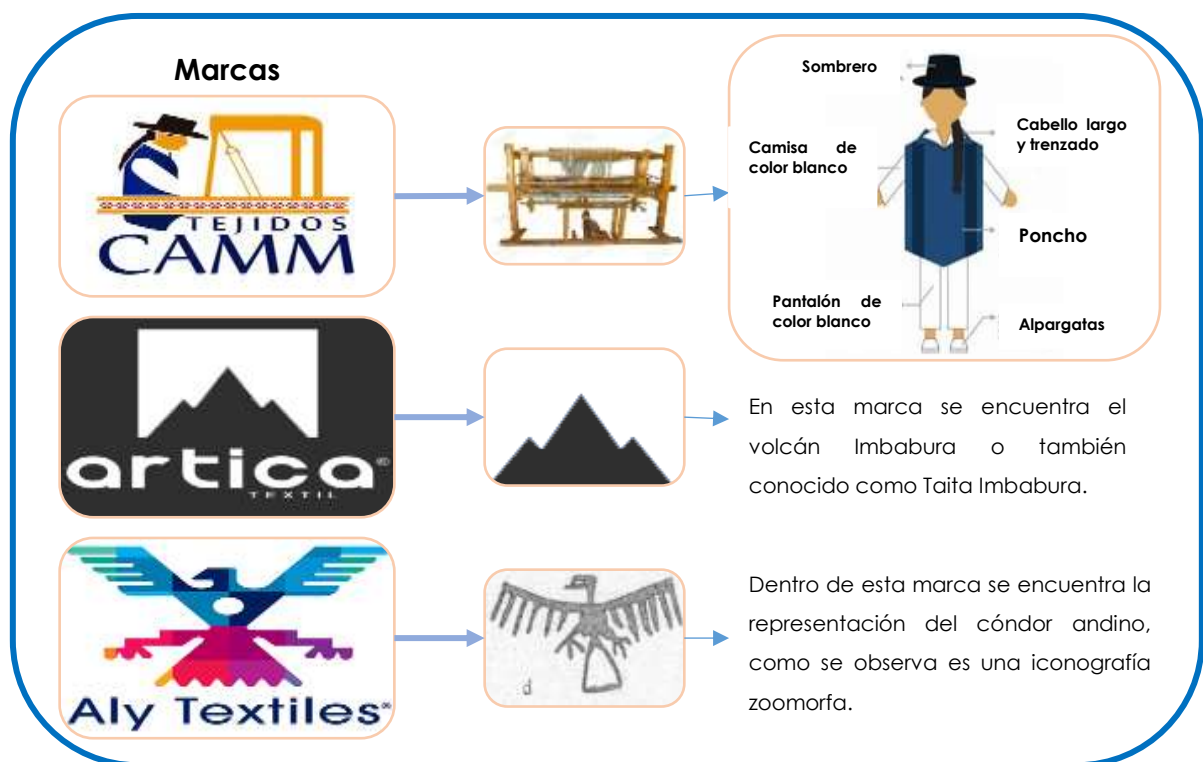 Marcas
TEJIDOS
CAMM
Sombrero
Cabello largo
y trenzado
Camisa de
color blanco
Poncho
Pantalón de
color blanco
Alpargatas
artica®
TEXTIL
En esta marca se encuentra el
volcán Imbabura o también
conocido como Taita Imbabura.
Aly Textiles®
d
Dentro de esta marca se encuentra la
representación del cóndor andino,
como se observa es una iconografía
zoomorfa.